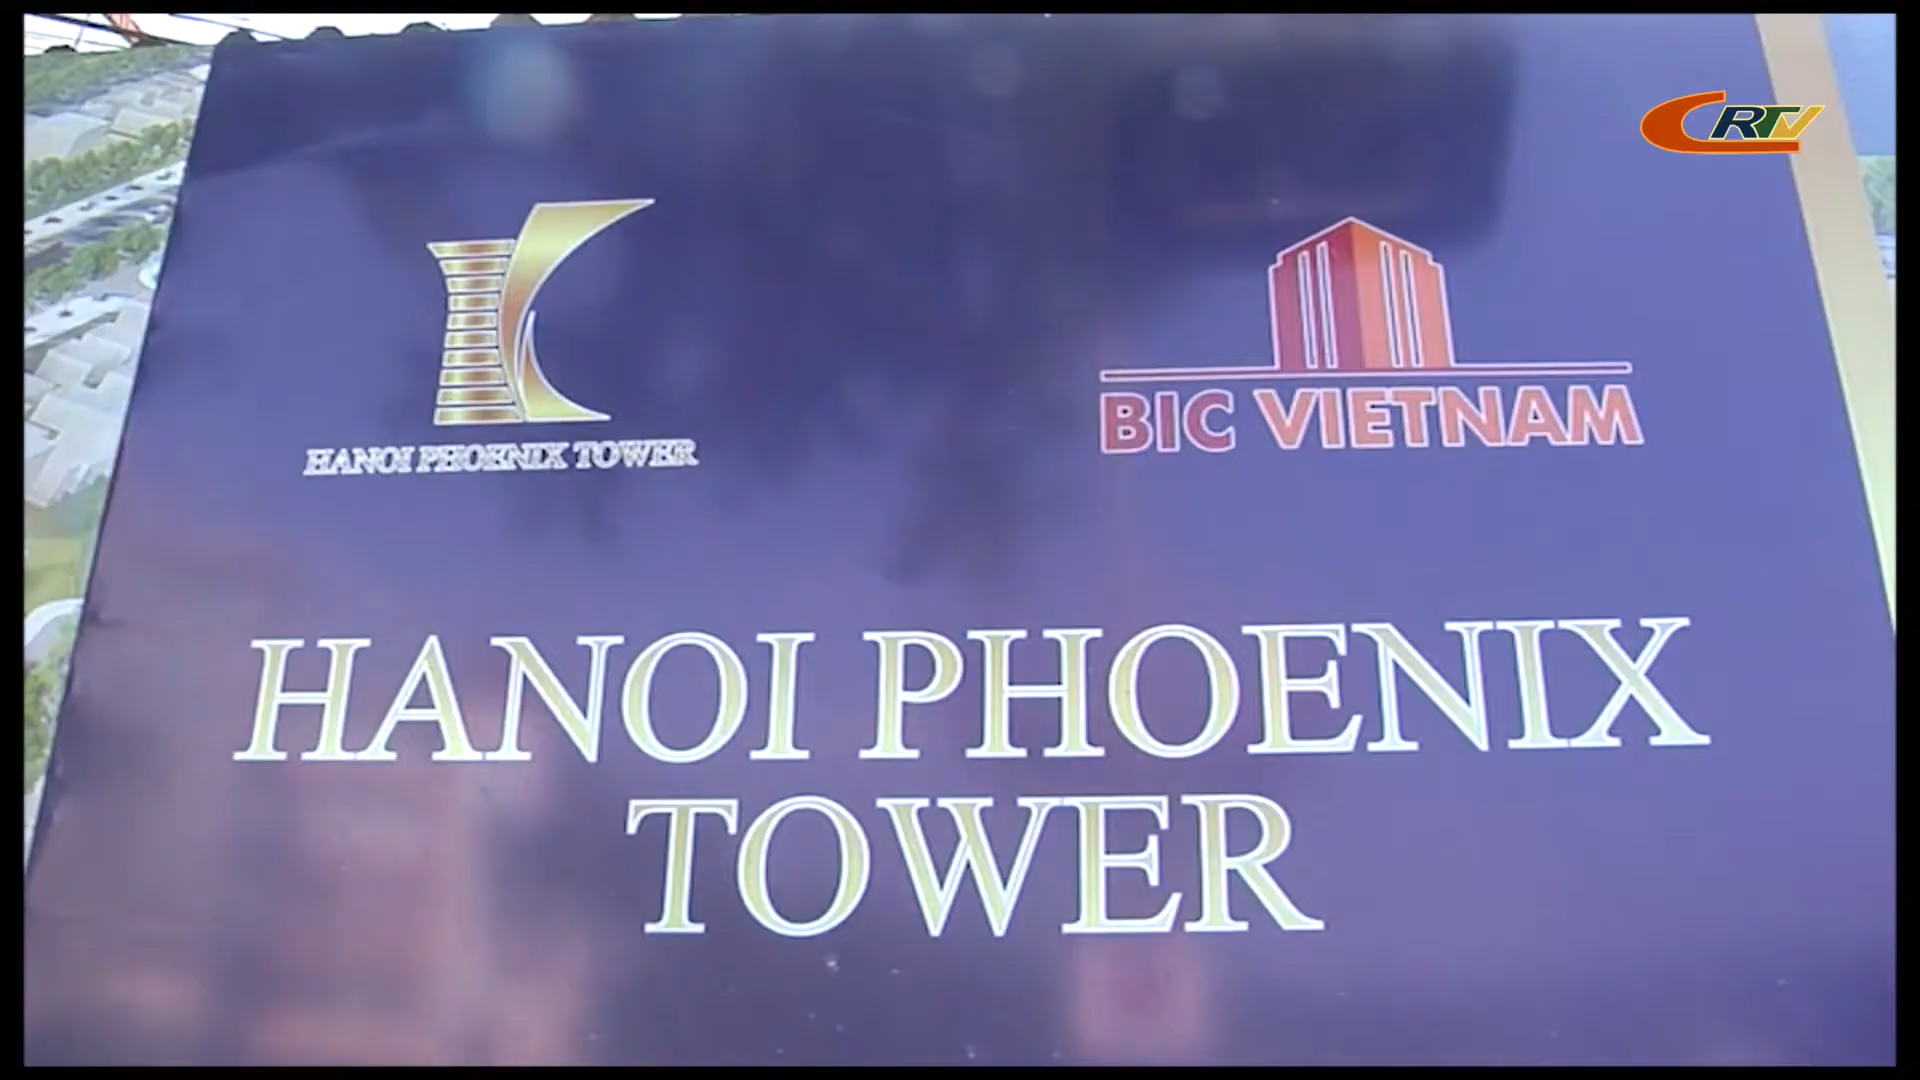 CRTV
HANOI PHOENIX TOWER
BIC VIETNAM
HANOI PHOENIX
TOWER